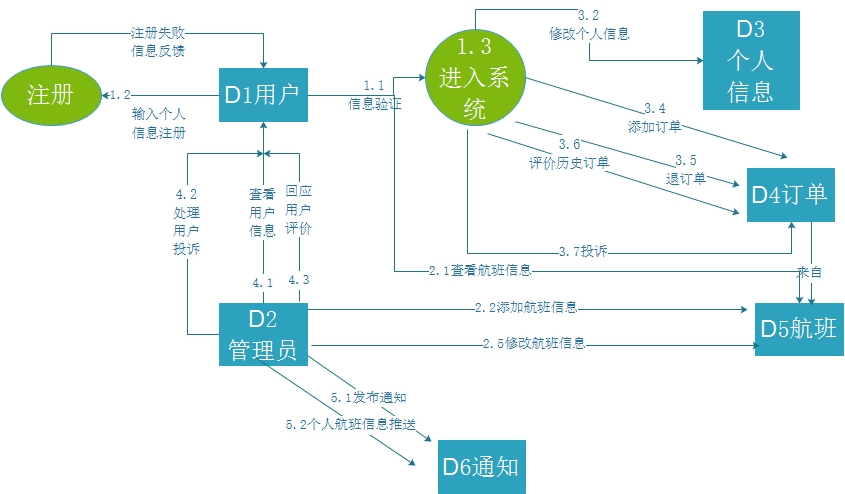 注册失败
信息反馈
注册
1.2
输入个人
信息注册
D1用户
1.1
信息验证
1.3
进入系
统
3.2
修改个人信息
D3
个人
信息
3.4
添加订单
3.6
评价历史订单
3.5
退订单
D4订单
3.7投诉
来自
2.1查看航班信息
4.2
处理
用户
投诉
查看
用户
信息
4.1
回应
用户
评价
4.3
D2
管理员
2.2添加航班信息
2.5修改航班信息
D5航班
5.1发布通知
5.2个人航班信息推送
D6通知